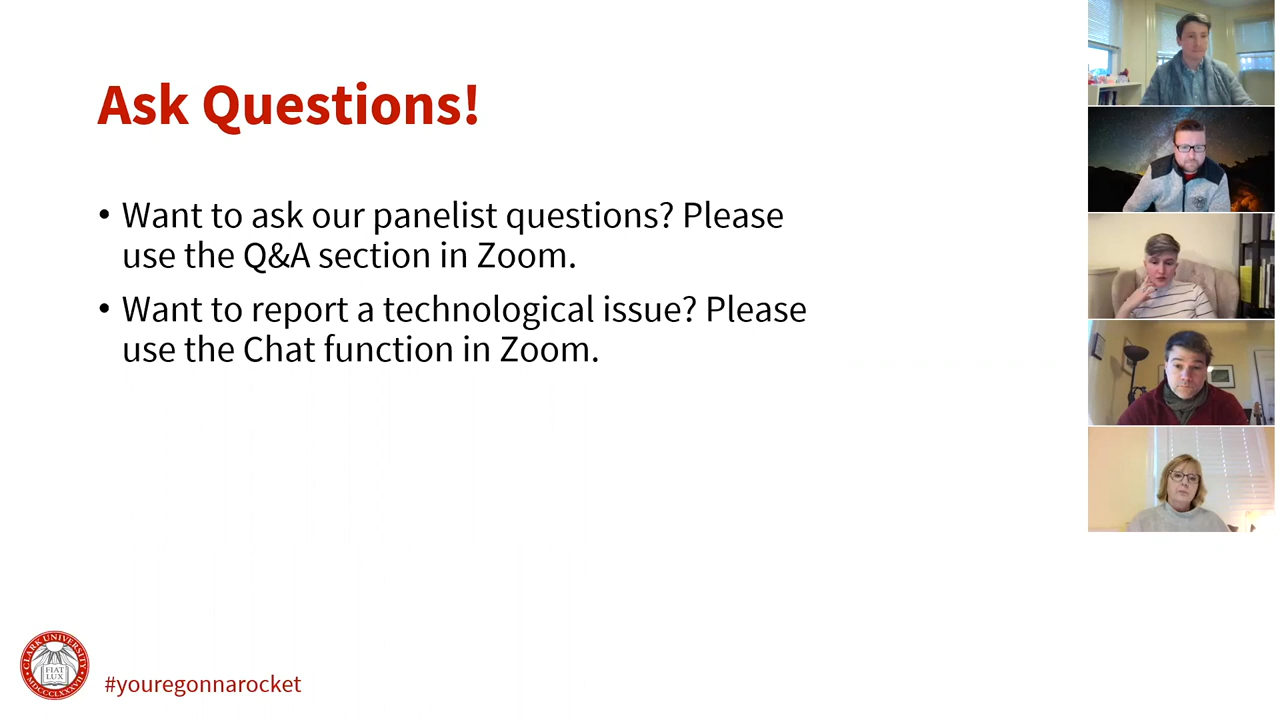 Ask Questions!
• Want to ask our panelist questions? Please
use the Q&A section in Zoom.
• Want to report a technological issue? Please
use the Chat function in Zoom.
CLARK UNIVERSITY
FIAT
LUX
MDCCCLXXXVII
#youregonnarocket